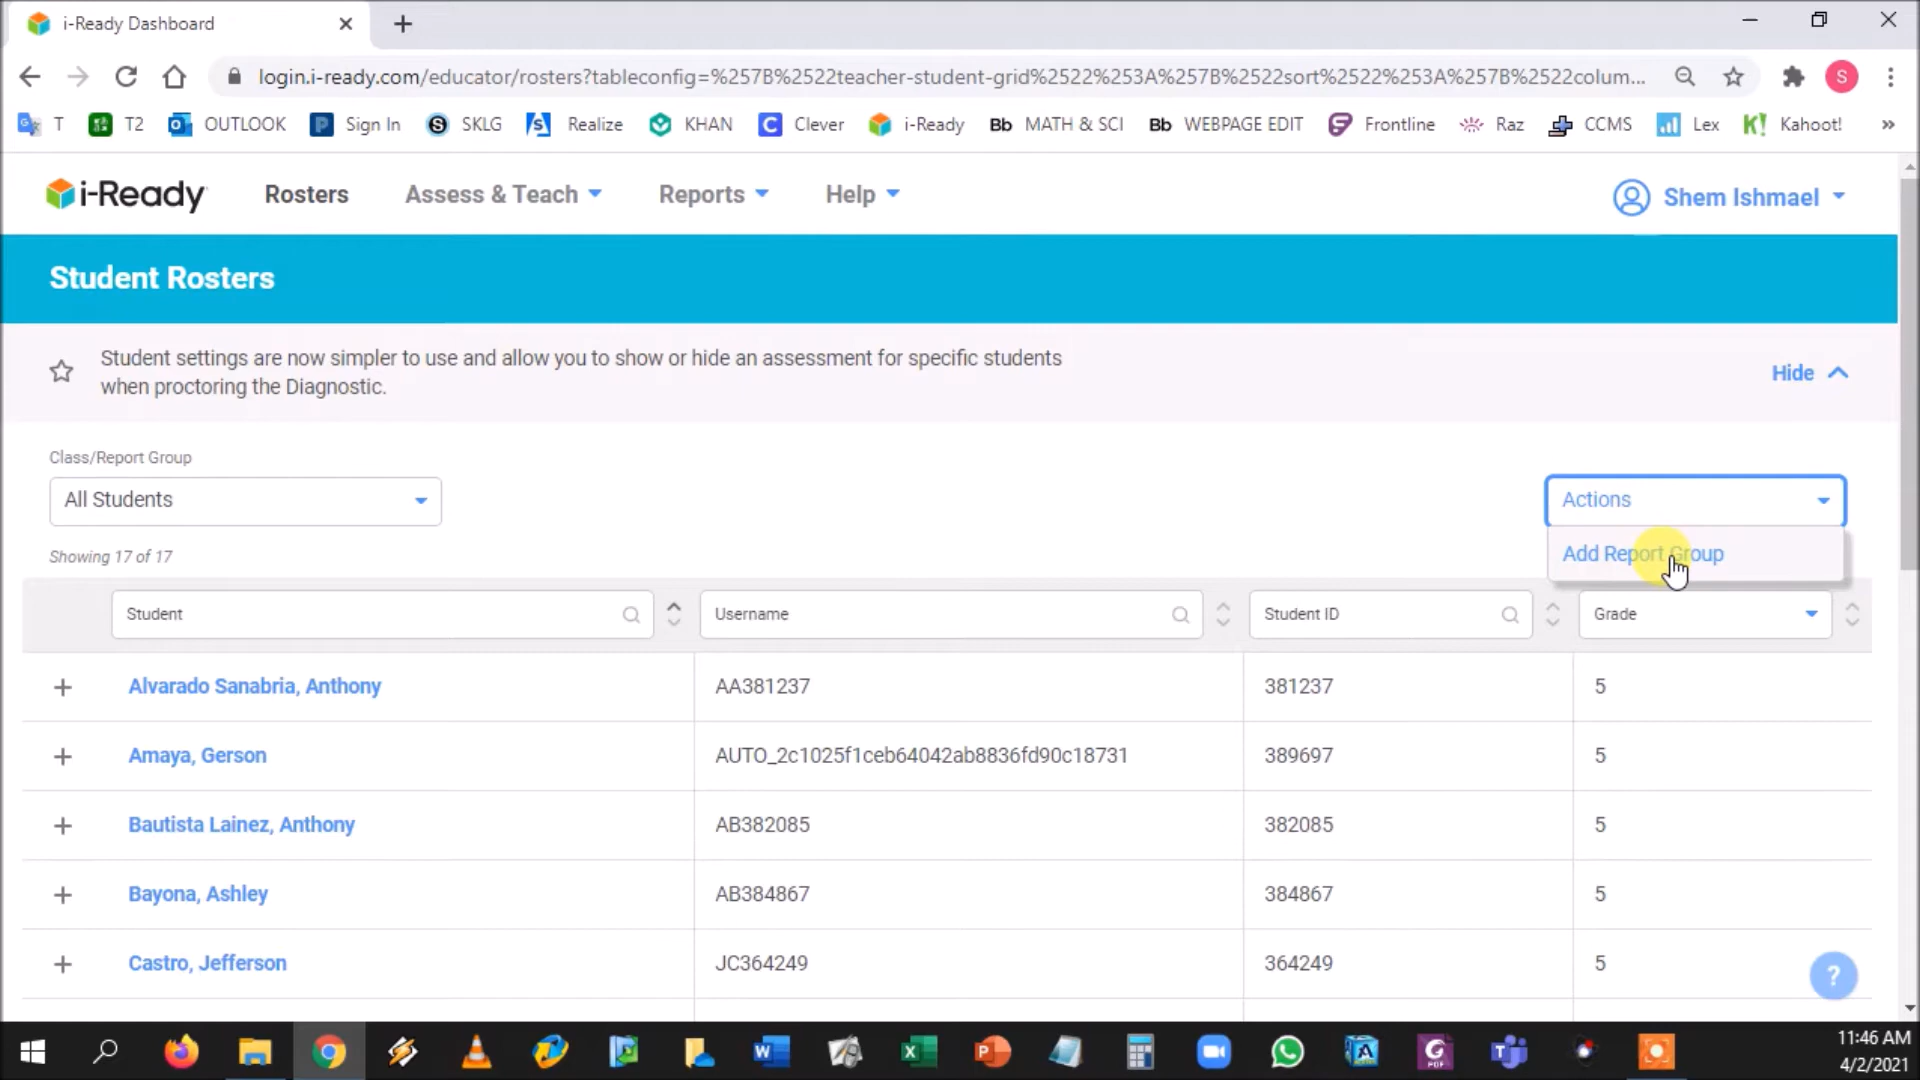 i-Ready Dashboard
login.i-ready.com/educator/rosters?tableconfig=%257B%2522teacher-student-grid%2522%253A%257B%2522sort%2522%253A%257B%2522colum...
S
T
T2
OUTLOOK
Sign In
SKLG
Realize
KHAN
Clever
i-Ready
Bb MATH & SCI
Bb WEBPAGE EDIT
Frontline
Raz
CCMS
Lex
K! Kahoot!
»
i-Ready
Rosters
Assess & Teach
Reports
Help
Shem Ishmael
Student Rosters
Student settings are now simpler to use and allow you to show or hide an assessment for specific students
when proctoring the Diagnostic.
Hide
Class/Report Group
All Students
Actions
Add Report Group
Showing 17 of 17
Student
Username
Student ID
Grade
+ Alvarado Sanabria, Anthony AA381237 381237 5
+ Amaya, Gerson AUTO_2c1025f1ceb64042ab8836fd90c18731 389697 5
+ Bautista Lainez, Anthony AB382085 382085 5
+ Bayona, Ashley AB384867 384867 5
+ Castro, Jefferson JC364249 364249 5
?
11:46 AM
4/2/2021